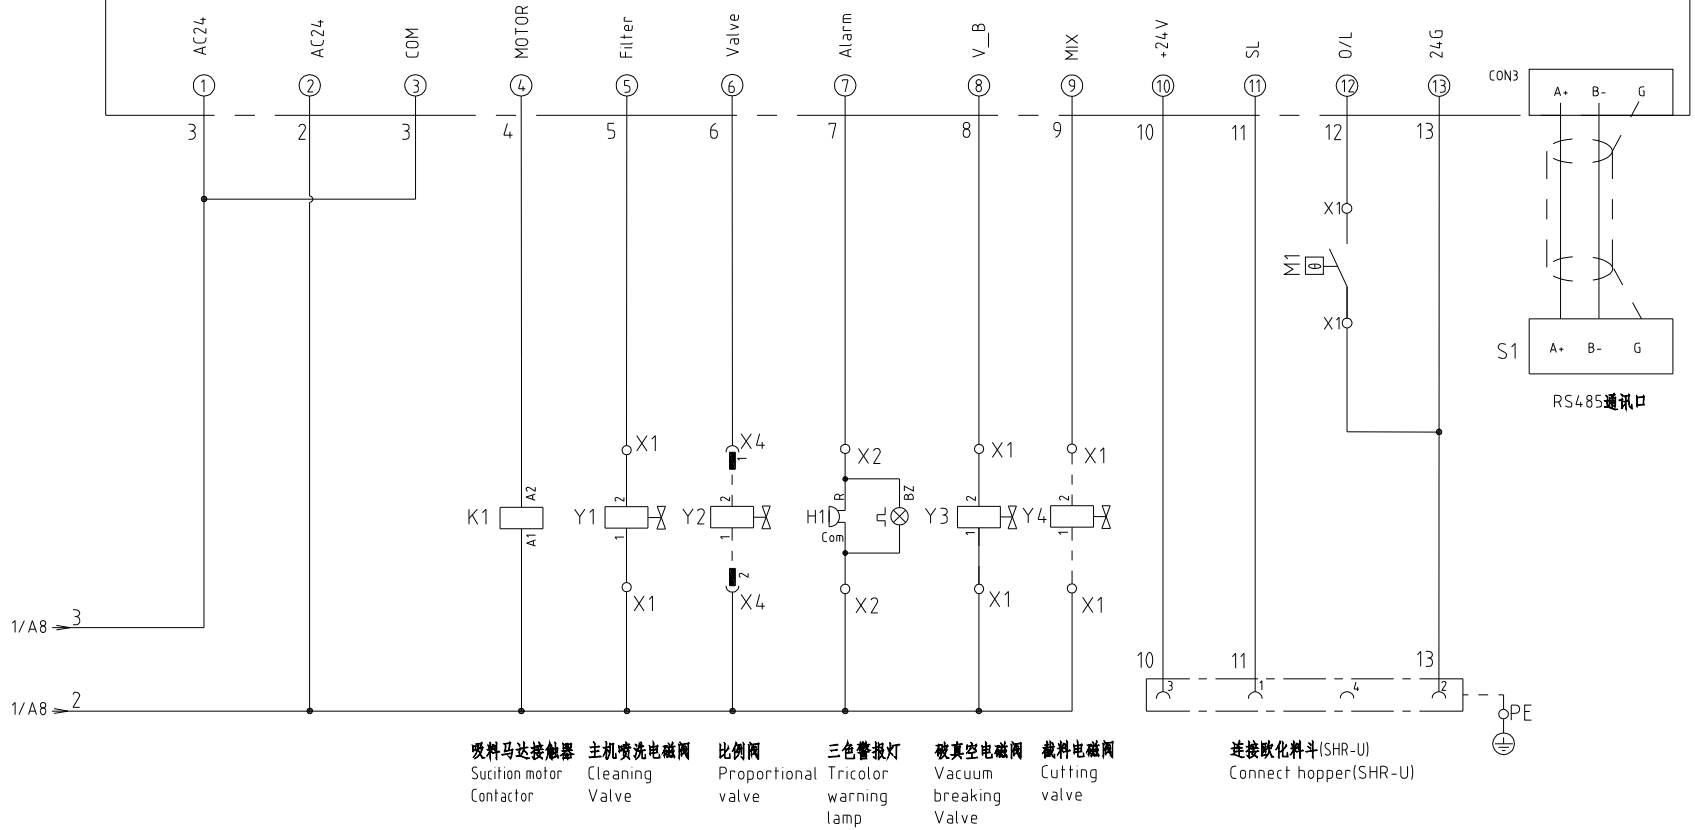 AC24 AC24 COM MOTOR Filter Valve Alarm V_B MIX +24V SL O/L 24G
1 2 3 4 5 6 7 8 9 10 11 12 13
CON3 A+ B- G
3 2 3 4 5 6 7 8 9 10 11 12 13
X1
M1 θ
X1
S1 A+ B- G
RS485通讯口
X1 X4 X2 X1 X1
1
A2 2 2 R BZ 2 2
K1 Y1 Y2 H1 Y3 Y4
A1 1 1 Com 1 1
2
X1 X4 X2 X1 X1
1/A8 3
10 11 13
3 1 4 2
1/A8 2
PE
吸料马达接触器 主机喷洗电磁阀 比例阀 三色警报灯 破真空电磁阀 截料电磁阀 连接欧化料斗(SHR-U)
Sucition motor Cleaning Proportional Tricolor Vacuum Cutting Connect hopper(SHR-U)
Contactor Valve valve warning breaking valve
lamp Valve